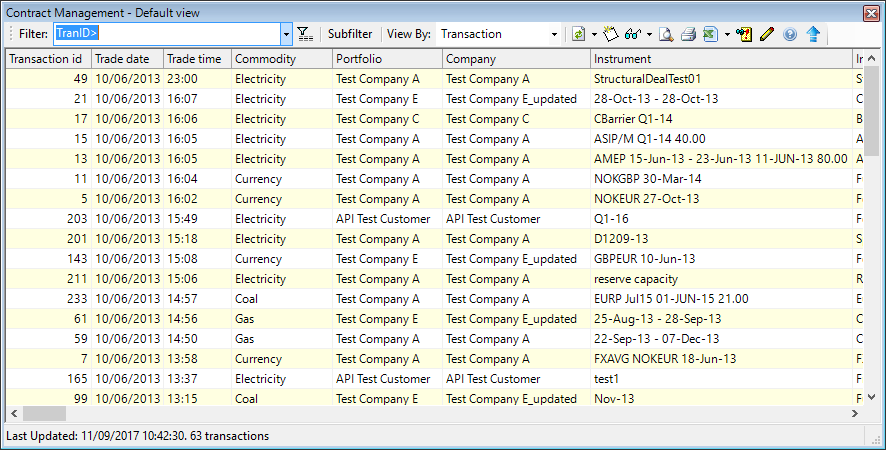 Contract Management - Default view
Filter: TranID> Subfilter View By: Transaction
Transaction id Trade date Trade time Commodity Portfolio Company Instrument In
49 10/06/2013 23:00 Electricity Test Company A Test Company A StructuralDealTest01 St
21 10/06/2013 16:07 Electricity Test Company E Test Company E_updated 28-Oct-13 - 28-Oct-13 C
17 10/06/2013 16:06 Electricity Test Company C Test Company C CBarrier Q1-14 B
15 10/06/2013 16:05 Electricity Test Company A Test Company A ASIP/M Q1-14 40.00 A
13 10/06/2013 16:05 Electricity Test Company A Test Company A AMEP 15-Jun-13 - 23-Jun-13 11-JUN-13 80.00 A
11 10/06/2013 16:04 Currency Test Company A Test Company A NOKGBP 30-Mar-14 F
5 10/06/2013 16:02 Currency Test Company A Test Company A NOKEUR 27-Oct-13 F
203 10/06/2013 15:49 Electricity API Test Customer API Test Customer Q1-16 F
201 10/06/2013 15:18 Electricity Test Company A Test Company A D1209-13 S
143 10/06/2013 15:08 Currency Test Company E Test Company E_updated GBPEUR 10-Jun-13 F
211 10/06/2013 15:06 Electricity Test Company A Test Company A reserve capacity R
233 10/06/2013 14:57 Coal Test Company A Test Company A EURP Jul15 01-JUN-15 21.00 E
61 10/06/2013 14:56 Gas Test Company E Test Company E_updated 25-Aug-13 - 28-Sep-13 C
59 10/06/2013 14:50 Gas Test Company A Test Company A 22-Sep-13 - 07-Dec-13 C
7 10/06/2013 13:58 Currency Test Company A Test Company A FXAVG NOKEUR 18-Jun-13 F
165 10/06/2013 13:37 Electricity API Test Customer API Test Customer test1 F
99 10/06/2013 13:15 Coal Test Company E Test Company E_updated Nov-13 F
Last Updated: 11/09/2017 10:42:30. 63 transactions